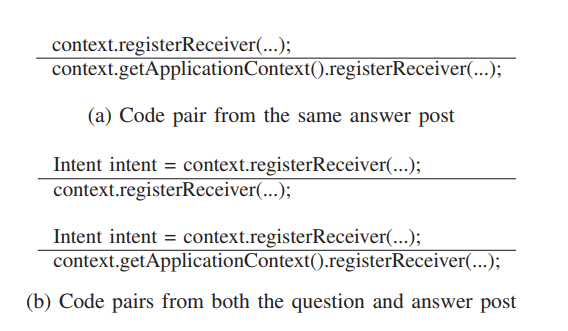 context.registerReceiver(...);
context.getApplicationContext().registerReceiver(...);
(a) Code pair from the same answer post
Intent intent = context.registerReceiver(...);
context.registerReceiver(...);
Intent intent = context.registerReceiver(...);
context.getApplicationContext().registerReceiver(...);
(b) Code pairs from both the question and answer post